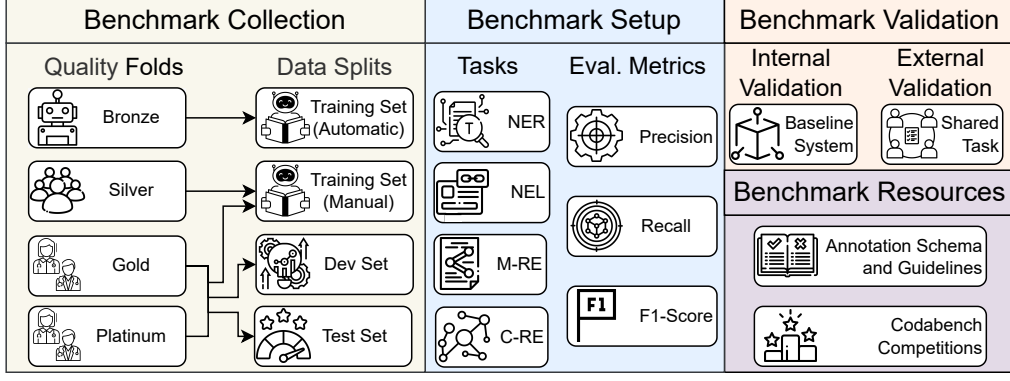 Benchmark Collection
Quality Folds
Data Splits
Bronze
Training Set
(Automatic)
Silver
Training Set
(Manual)
Gold
Dev Set
Platinum
Test Set
Benchmark Setup
Tasks
Eval. Metrics
T
NER
NEL
M-RE
C-RE
Precision
Recall
F1
F1-Score
Benchmark Validation
Internal
Validation
External
Validation
Baseline
System
Shared
Task
Benchmark Resources
Annotation Schema
and Guidelines
Codabench
Competitions